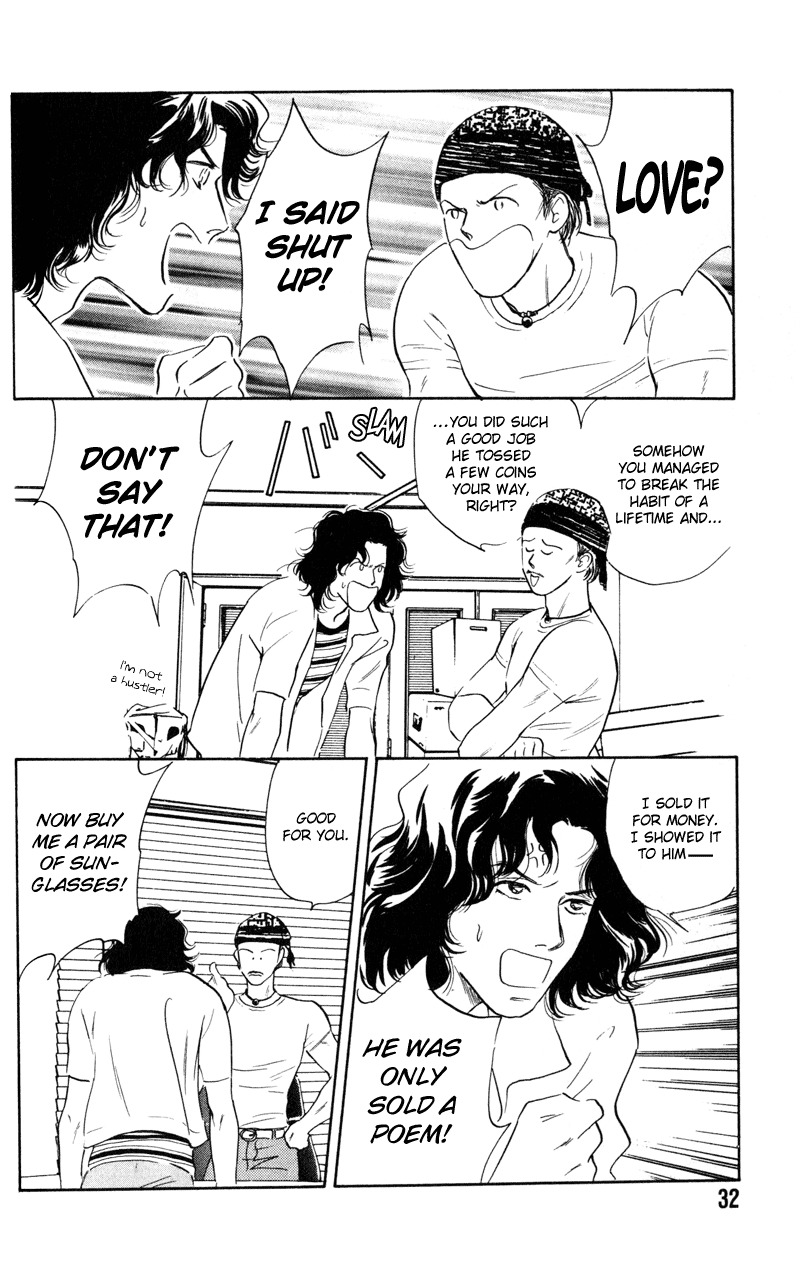 LOVE?
I SAID
SHUT
UP!
SOMEHOW
YOU MANAGED
TO BREAK THE
HABIT OF A
LIFETIME AND...
...YOU DID SUCH
A GOOD JOB
HE TOSSED
A FEW COINS
YOUR WAY,
RIGHT?
SLAM
DON'T
SAY
THAT!
I'm not
a hustler!
I SOLD IT
FOR MONEY.
I SHOWED IT
TO HIM—
HE WAS
ONLY
SOLD A
POEM!
GOOD
FOR YOU.
NOW BUY
ME A PAIR
OF SUN-
GLASSES!
32